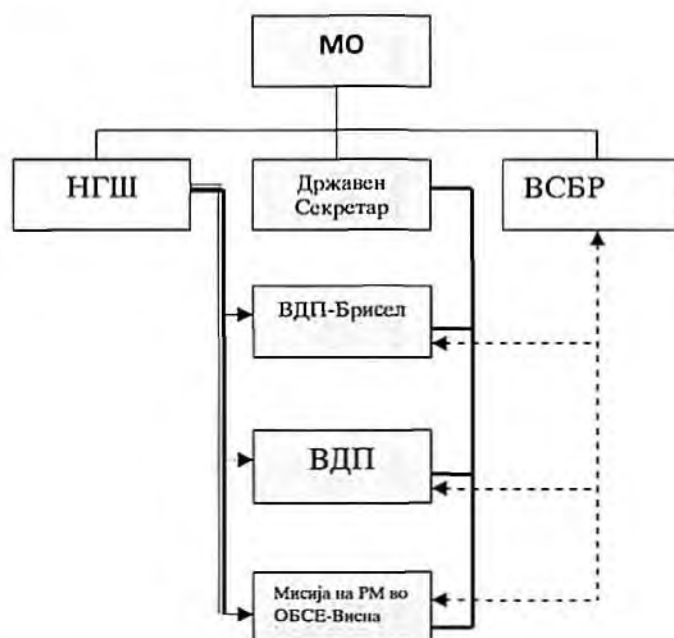 МО
НГШ
Државен
Секретар
ВСБР
ВДП-Брисел
ВДП
Мисија на РМ во
ОБСЕ-Виена